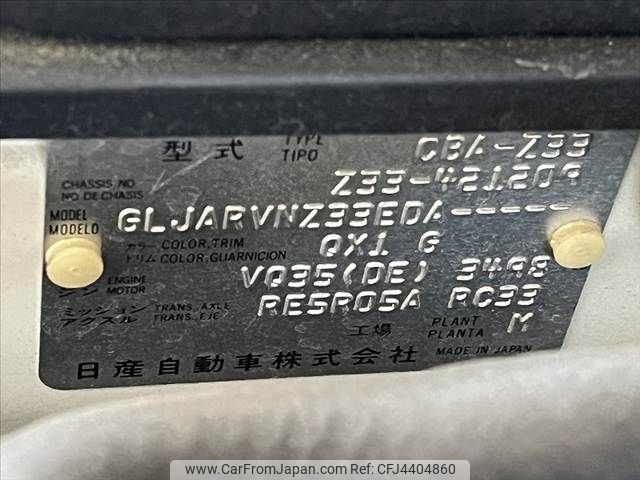 型式 TYPE TIPO CBA-Z33
CHASSIS NO
NO DE CHASSIS Z33-421209
MODEL
MODELO GLJARVNZ33EDA-----
カラー COLOR,TRIM
トリム COLOR,GUARNICION QX1 G
エンジン ENGINE MOTOR VQ35(DE) 3498
ミッション TRANS. AXLE
アクスル TRANS. EJE RE5R05A RC33
工場 PLANT PLANTA M
日産自動車株式会社 MADE IN JAPAN
www.CarFromJapan.com | Car ID: CFJ4404860